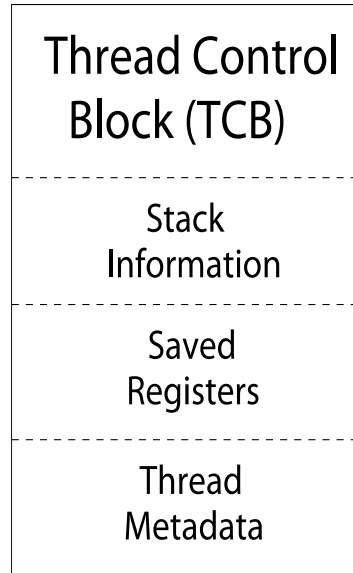 Thread Control
Block (TCB)
Stack
Information
Saved
Registers
Thread
Metadata